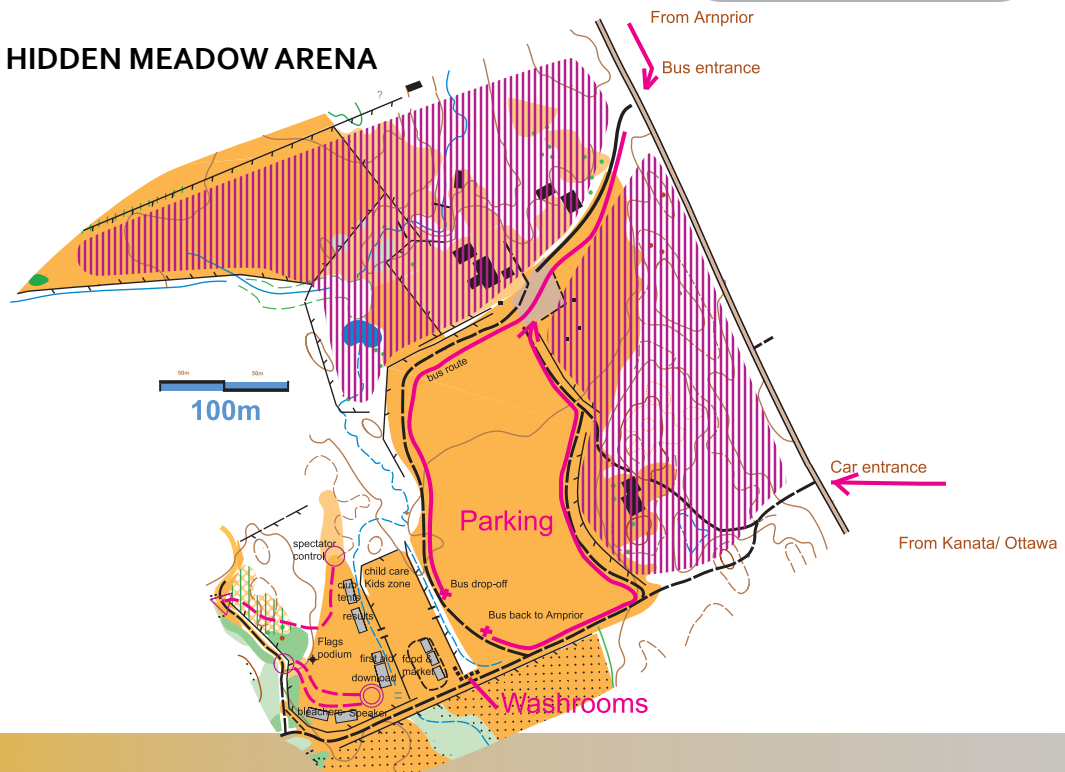 From Arnprior
HIDDEN MEADOW ARENA
Bus entrance
?
bus route
50m 50m
100m
Car entrance
Parking
From Kanata/ Ottawa
spectator
control
child care
Kids zone
club
tents
Bus drop-off
results
Bus back to Arnprior
Flags
podium
first aid
food &
market
download
Washrooms
bleachers
Speaker